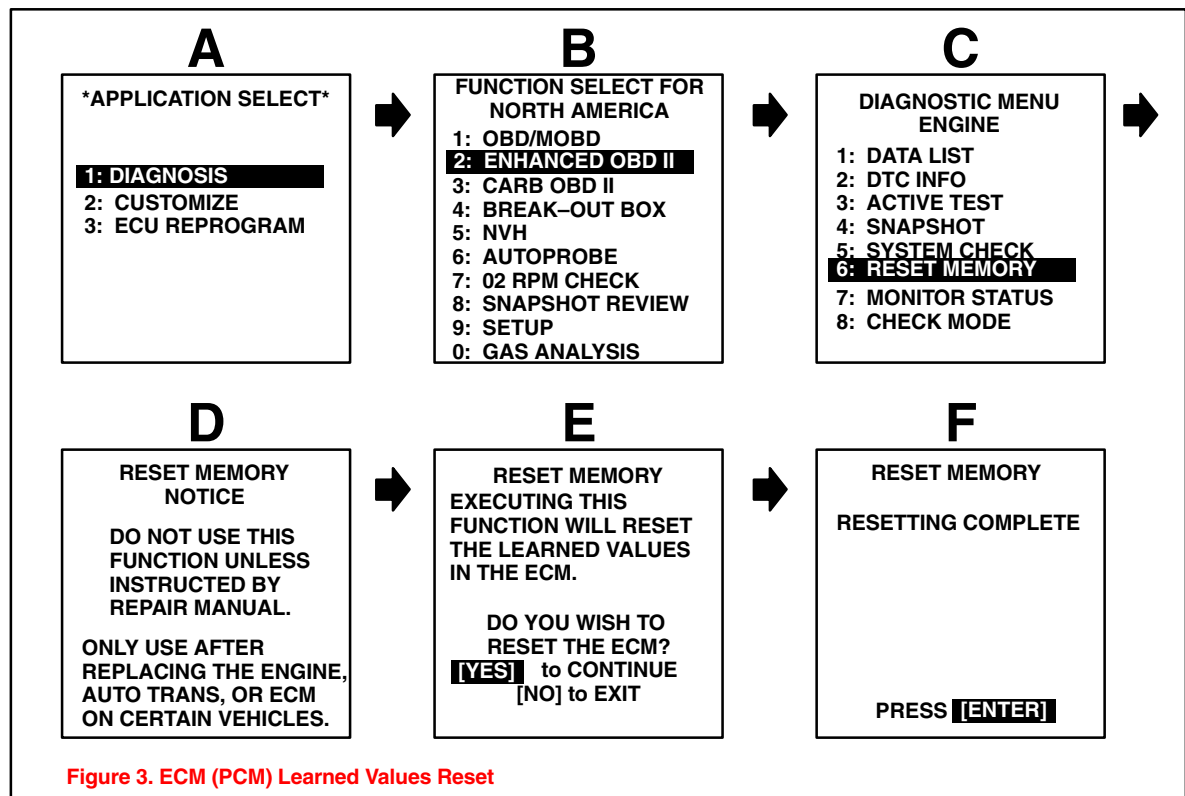 A
*APPLICATION SELECT*
1: DIAGNOSIS
2: CUSTOMIZE
3: ECU REPROGRAM
B
FUNCTION SELECT FOR
NORTH AMERICA
1: OBD/MOBD
2: ENHANCED OBD II
3: CARB OBD II
4: BREAK–OUT BOX
5: NVH
6: AUTOPROBE
7: 02 RPM CHECK
8: SNAPSHOT REVIEW
9: SETUP
0: GAS ANALYSIS
C
DIAGNOSTIC MENU
ENGINE
1: DATA LIST
2: DTC INFO
3: ACTIVE TEST
4: SNAPSHOT
5: SYSTEM CHECK
6: RESET MEMORY
7: MONITOR STATUS
8: CHECK MODE
D
RESET MEMORY
NOTICE
DO NOT USE THIS
FUNCTION UNLESS
INSTRUCTED BY
REPAIR MANUAL.
ONLY USE AFTER
REPLACING THE ENGINE,
AUTO TRANS, OR ECM
ON CERTAIN VEHICLES.
E
RESET MEMORY
EXECUTING THIS
FUNCTION WILL RESET
THE LEARNED VALUES
IN THE ECM.
DO YOU WISH TO
RESET THE ECM?
[YES] to CONTINUE
[NO] to EXIT
F
RESET MEMORY
RESETTING COMPLETE
PRESS [ENTER]
Figure 3. ECM (PCM) Learned Values Reset